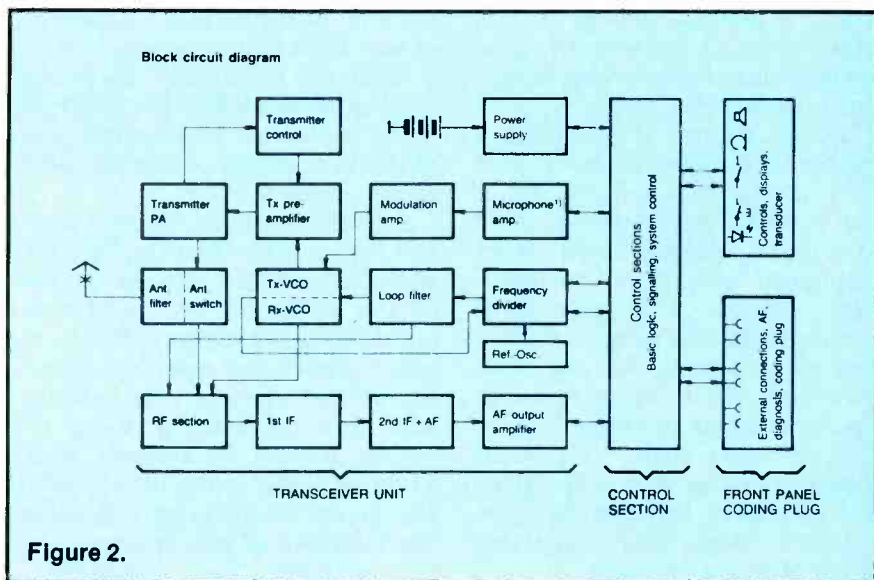 Block circuit diagram
Transmitter
control
Power
supply
Transmitter
PA
Tx pre-
amplifier
Modulation
amp.
Microphone¹⁾
amp.
Ant.
filter
Ant.
switch
Tx-VCO
Rx-VCO
Loop filter
Frequency
divider
Ref.-Osc.
RF section
1st IF
2nd IF + AF
AF output
amplifier
Control sections
Basic logic, signalling, system control
Controls, displays,
transducer
External connections, AF,
diagnosis, coding plug
TRANSCEIVER UNIT
CONTROL
SECTION
FRONT PANEL
CODING PLUG
Figure 2.